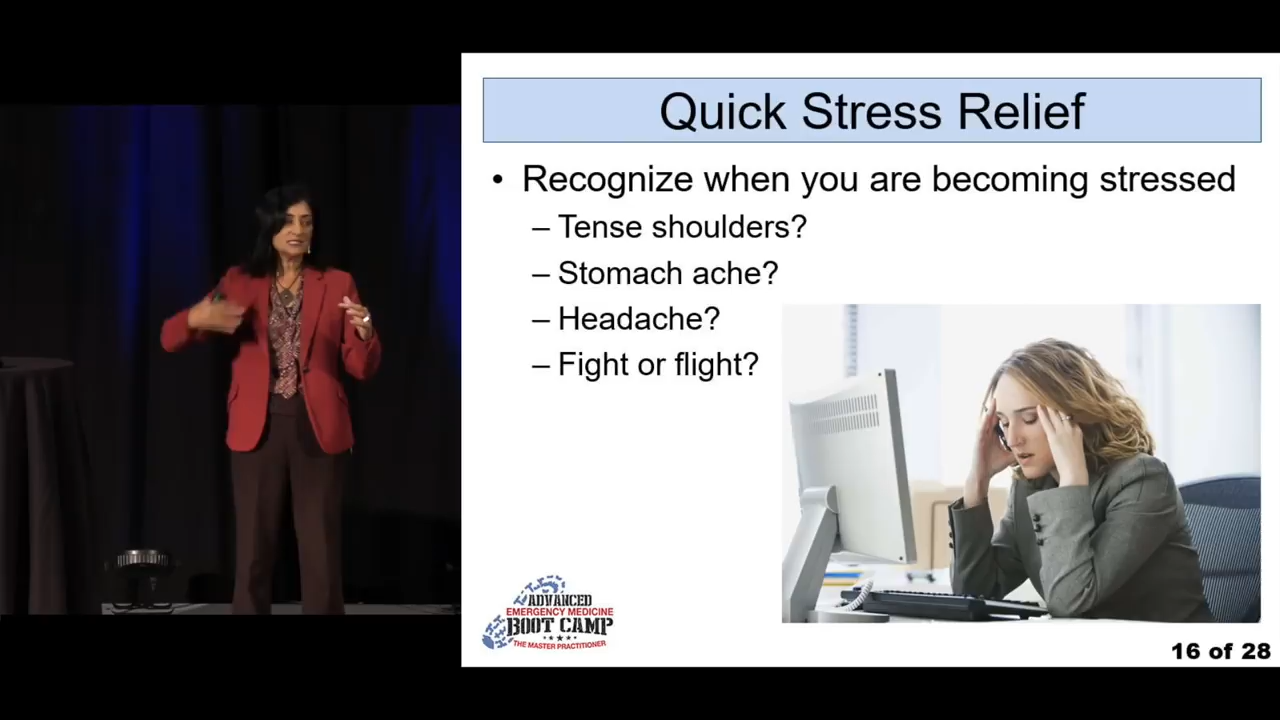 Quick Stress Relief
• Recognize when you are becoming stressed
– Tense shoulders?
– Stomach ache?
– Headache?
– Fight or flight?
ADVANCED
EMERGENCY MEDICINE
BOOT CAMP
THE MASTER PRACTITIONER
16 of 28